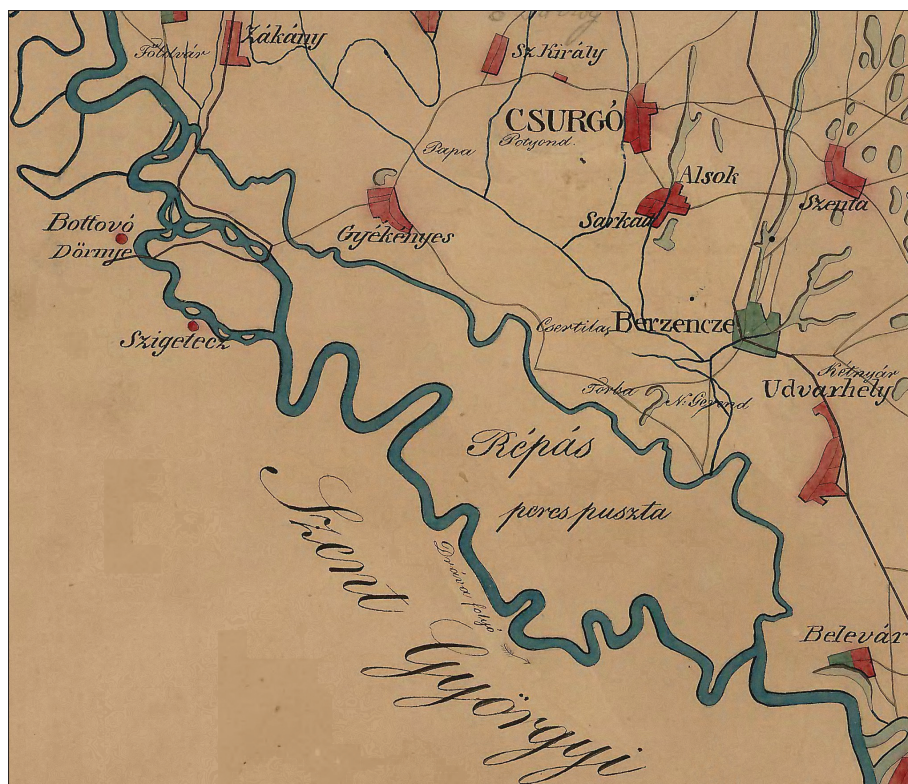 Földvár
Zákány
Sz Király
CSURGÓ
Potyond.
Papa
Alsok
Szenta
Sarkad
Gyékényes
Bottovó
Dörnye
Szigetecz
Csertilas
Berzencze
Kétnyár
Udvarhely
Torba
N. Gerend
Répás
peres puszta
Dráva folyó
Szent
Györgyi
Belevár